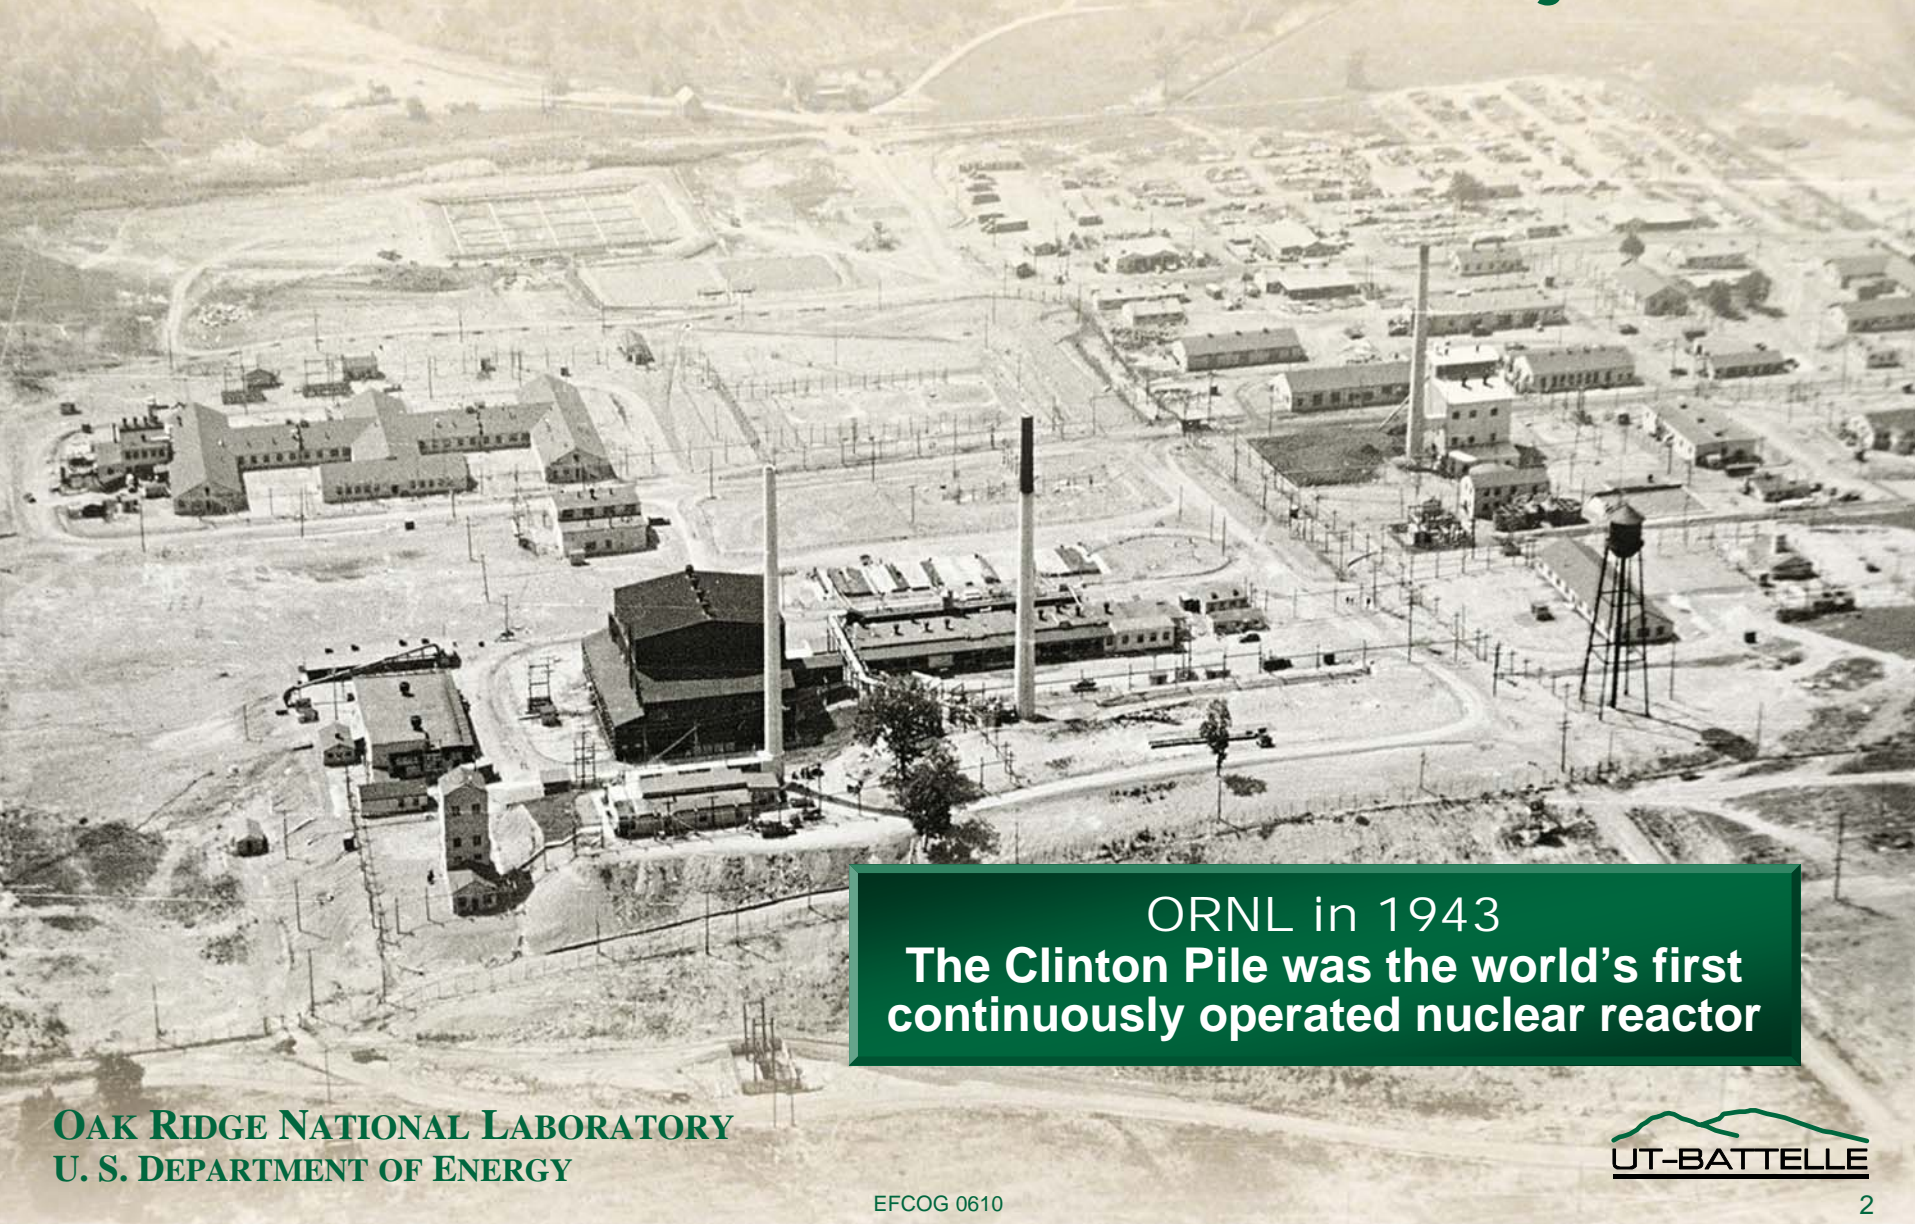 ORNL in 1943
The Clinton Pile was the world’s first
continuously operated nuclear reactor
OAK RIDGE NATIONAL LABORATORY
U. S. DEPARTMENT OF ENERGY
UT-BATTELLE
EFCOG 0610
2